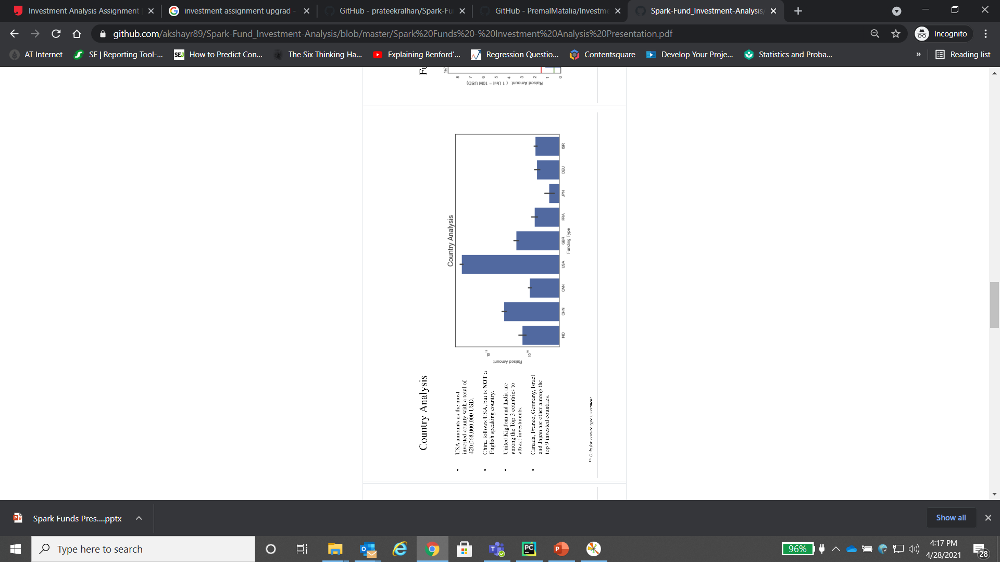 Investment Analysis Assignment
investment assignment upgrad -
GitHub - prateekralhan/Spark-Fu
GitHub - PremalMatalia/Investme
Spark-Fund_Investment-Analysis/
github.com/akshayr89/Spark-Fund_Investment-Analysis/blob/master/Spark%20Funds%20-%20Investment%20Analysis%20Presentation.pdf
Incognito
AT Internet
SE | Reporting Tool-...
SEJ
How to Predict Con...
The Six Thinking Ha...
Explaining Benford'...
Regression Questio...
Contentsquare
Develop Your Proje...
Statistics and Proba...
»
Reading list
Fu
1e7
8 7 6 5 4 3 2 1 0
Raised Amount ( 1 Unit = 10M USD)
Country Analysis
• USA amounts as the most
invested county with a total of
420,068,000,000 USD.
• China follows USA, but is NOT a
English speaking country.
• United Kigdom and India are
among the Top 3 countries to
attract investments.
• Canada, France, Germany, Israel
and Japan are other among the
top 9 invested countries.
** Only for venture type investment
Country Analysis
Raised Amount
10¹¹
10¹⁰
IND CHN CAN USA GBR FRA JPN DEU ISR
Funding Type
Spark Funds Pres....pptx
Show all
Type here to search
PC
96%
4:17 PM
4/28/2021
28